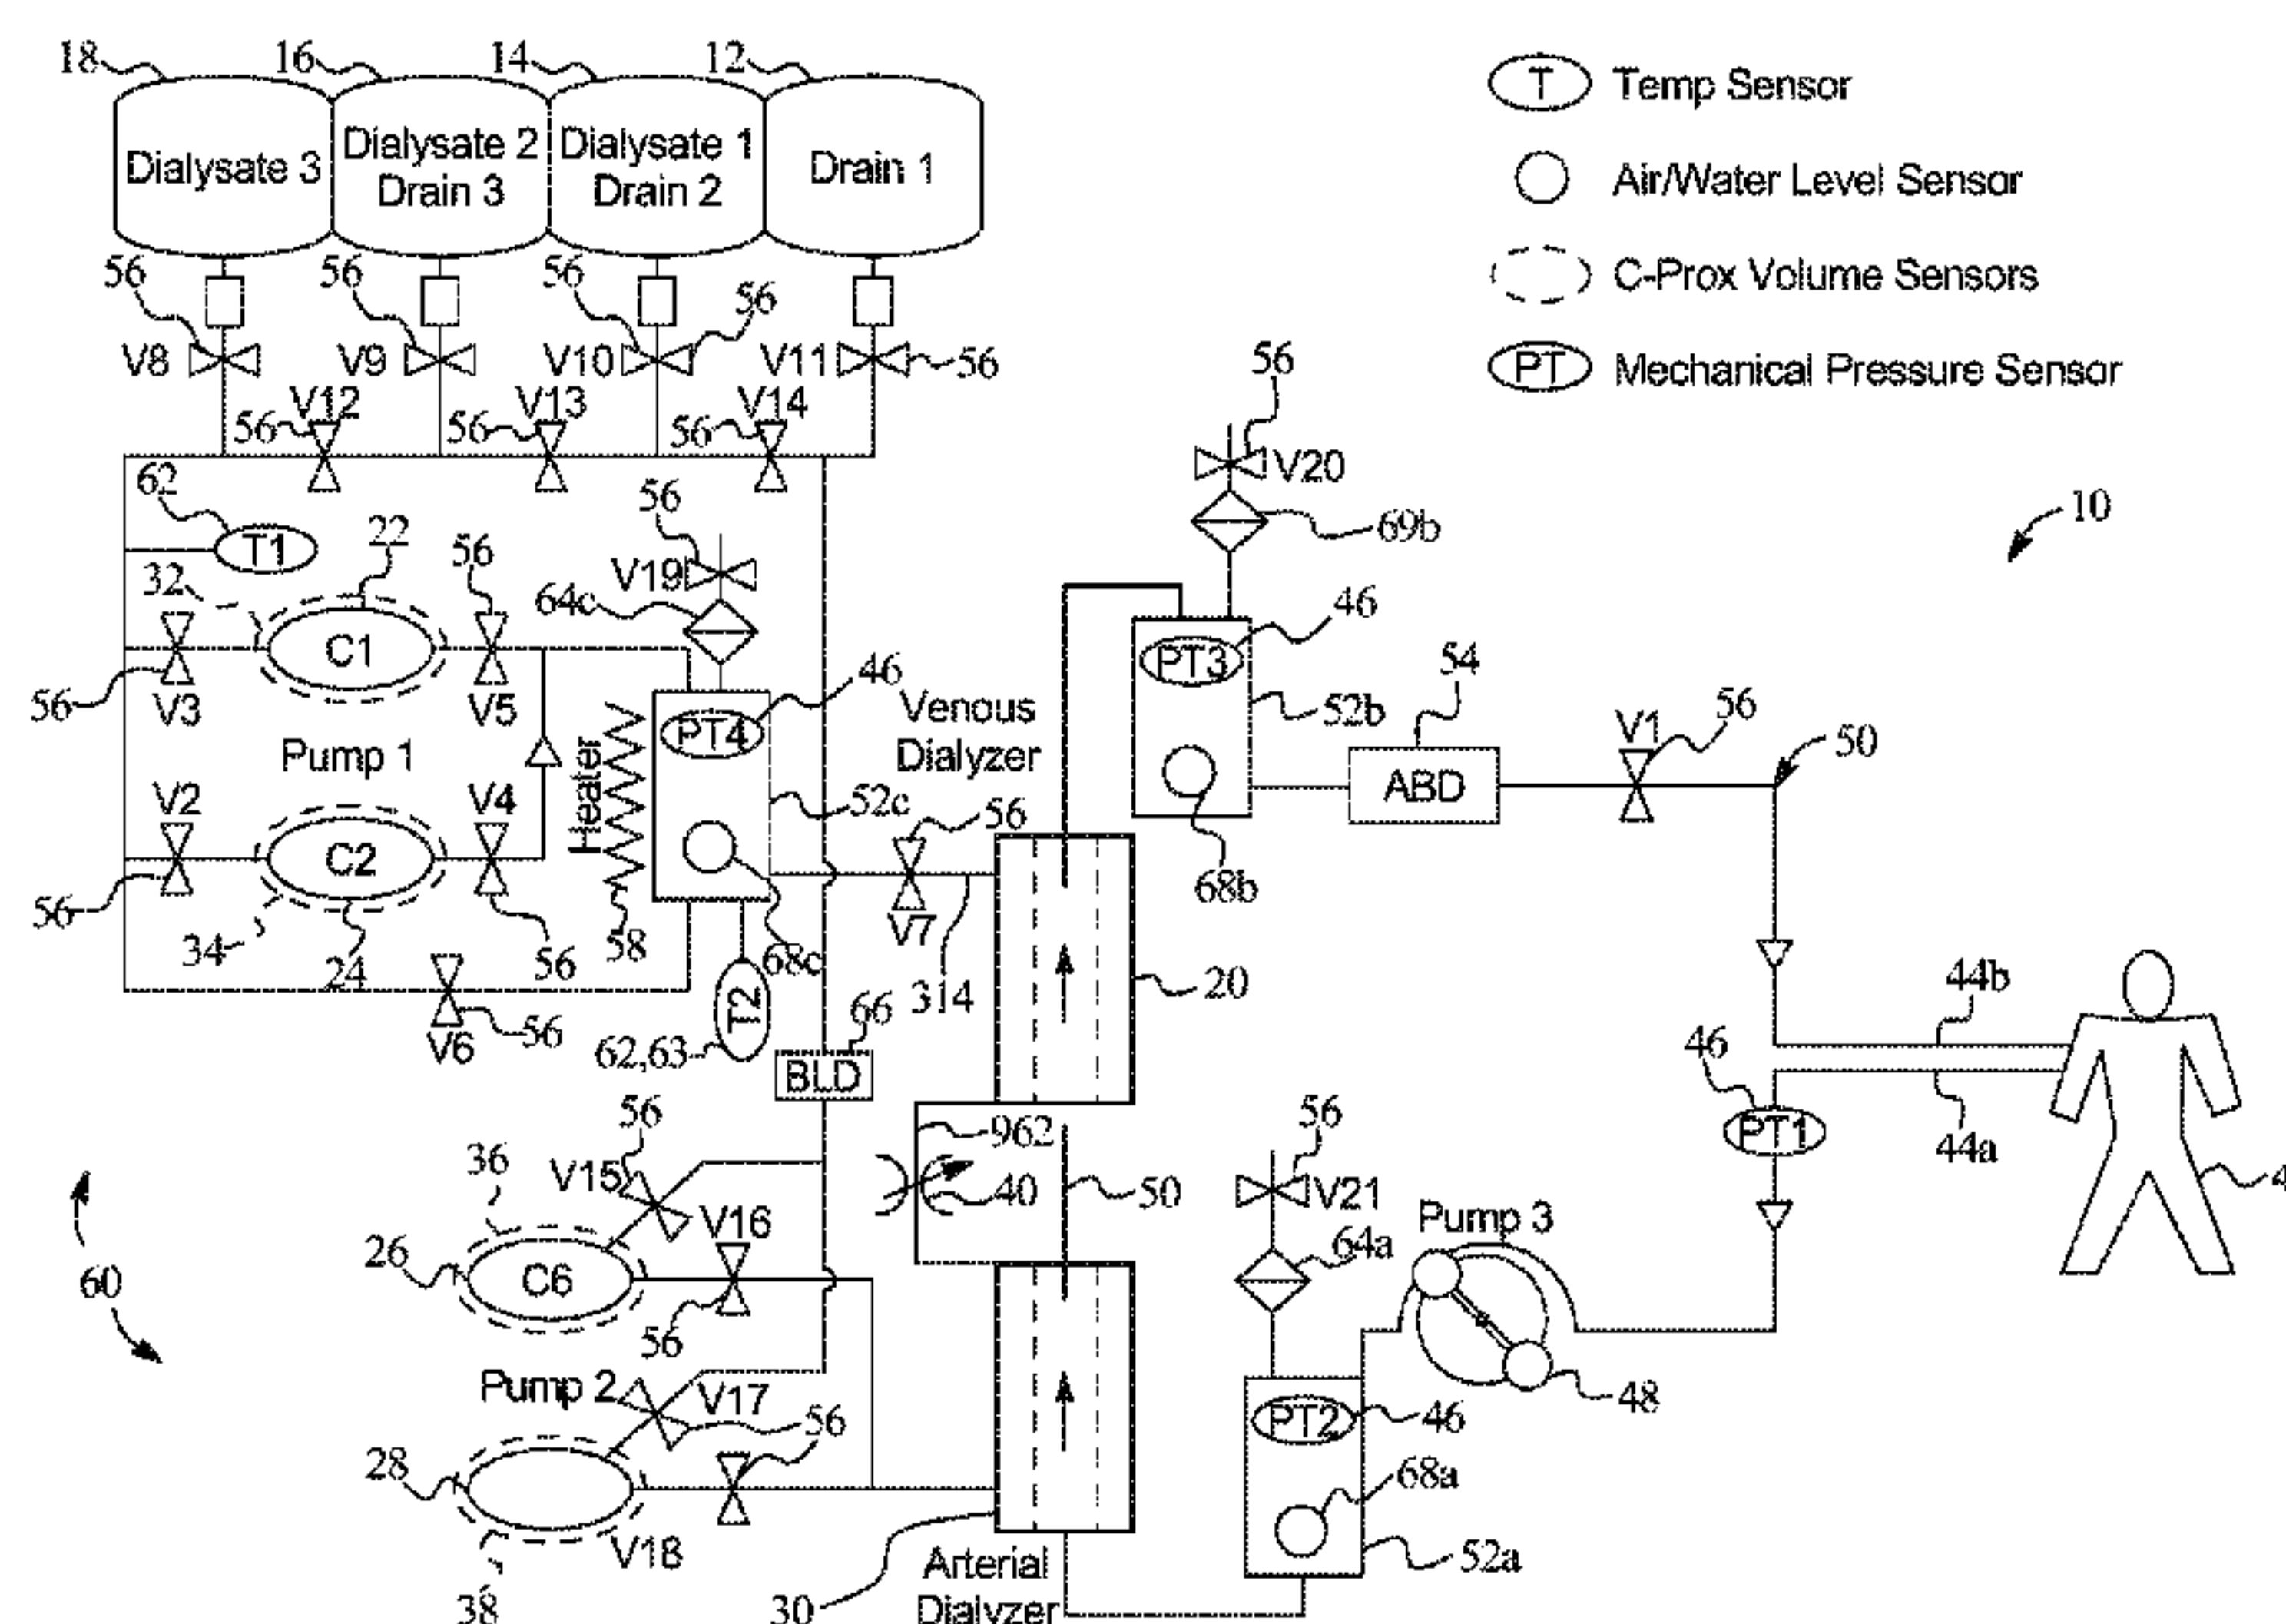 18
16
14
12
Dialysate 3
Dialysate 2
Drain 3
Dialysate 1
Drain 2
Drain 1
T Temp Sensor
Air/Water Level Sensor
C-Prox Volume Sensors
PT Mechanical Pressure Sensor
56
56
56
56
V8
V9
V10
V11
56
V12
V13
V14
56
56
56
56
V20
69b
10
62
T1
22
32
56
56
V19
64c
C1
56
V3
V5
46
PT4
Venous
Dialyzer
46
PT3
52b
54
ABD
V1
56
50
Pump 1
Heater
52c
V2
V4
C2
56
34
24
56
58
68c
56
V7
314
68b
20
V6
56
T2
62,63
66
BLD
44b
46
PT1
44a
4
962
40
50
56
V21
64a
Pump 3
48
56
36
V15
V16
26
C6
56
60
Pump 2
V17
56
28
V18
38
PT2
46
68a
52a
30
Arterial
Dialyzer